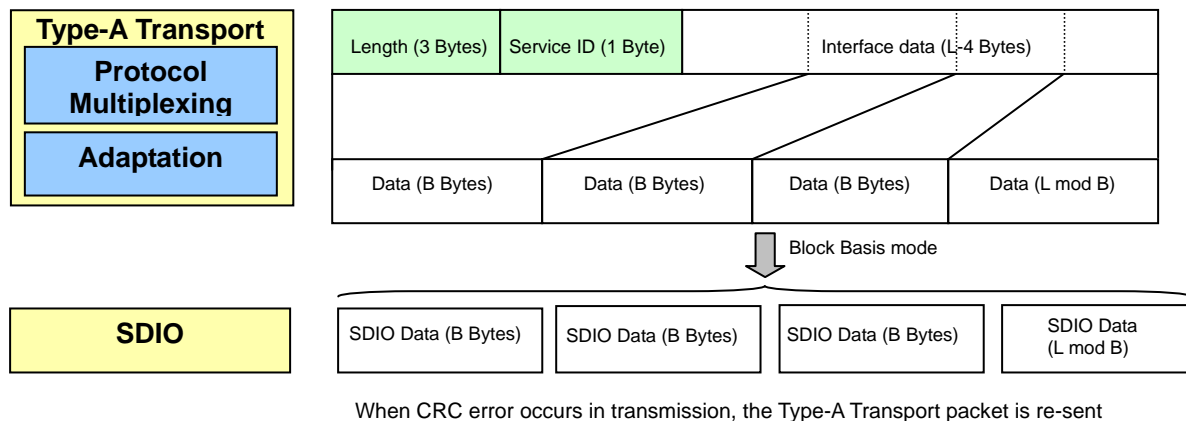 Type-A Transport
Protocol
Multiplexing
Adaptation
Length (3 Bytes) Service ID (1 Byte) Interface data (L-4 Bytes)
Data (B Bytes) Data (B Bytes) Data (B Bytes) Data (L mod B)
Block Basis mode
SDIO
SDIO Data (B Bytes) SDIO Data (B Bytes) SDIO Data (B Bytes) SDIO Data
(L mod B)
When CRC error occurs in transmission, the Type-A Transport packet is re-sent